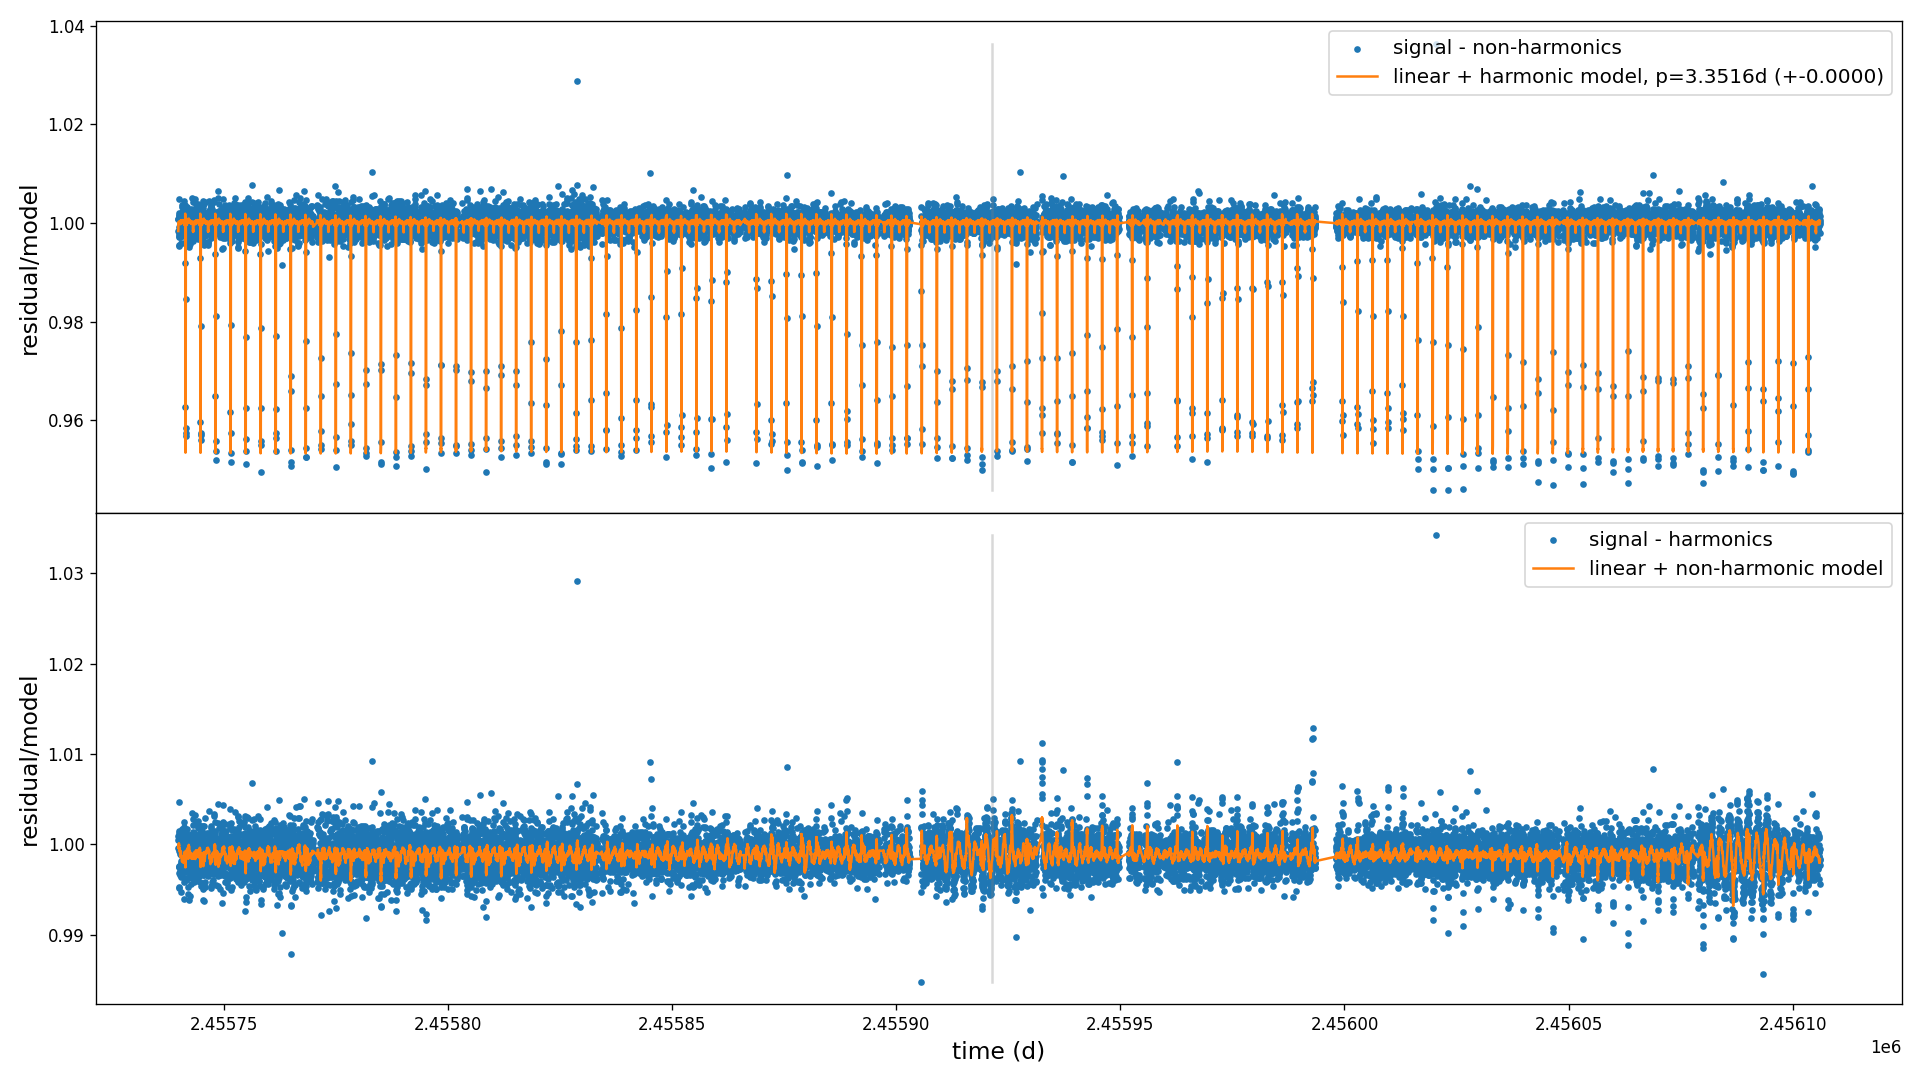 1.04
1.02
1.00
0.98
0.96
residual/model
signal - non-harmonics
linear + harmonic model, p=3.3516d (+-0.0000)
1.03
1.02
1.01
1.00
0.99
residual/model
signal - harmonics
linear + non-harmonic model
2.45575
2.45580
2.45585
2.45590
2.45595
2.45600
2.45605
2.45610
time (d)
1e6